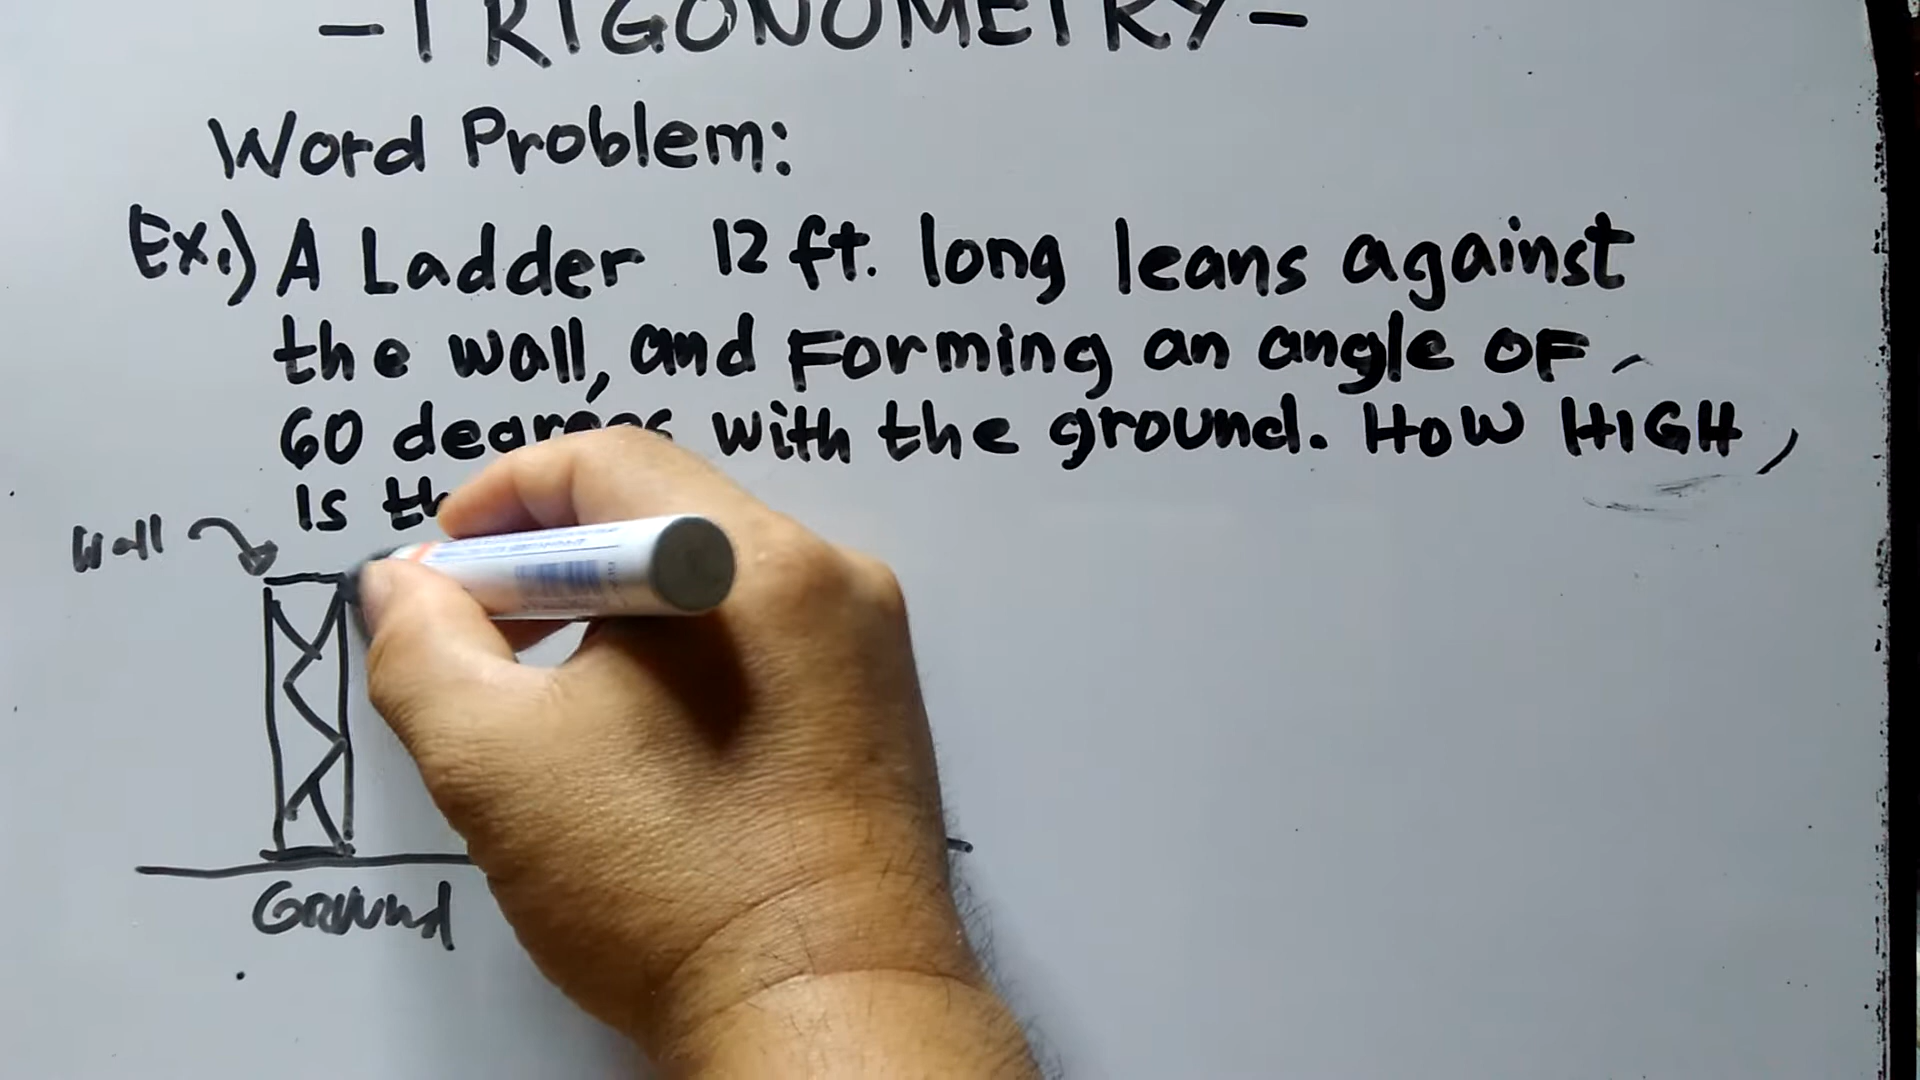 - TRIGONOMETRY -
Word Problem:
Ex.) A Ladder 12 ft. long leans against
the wall, and Forming an angle OF
60 degrees with the ground. How HIGH,
Is
Wall
Ground